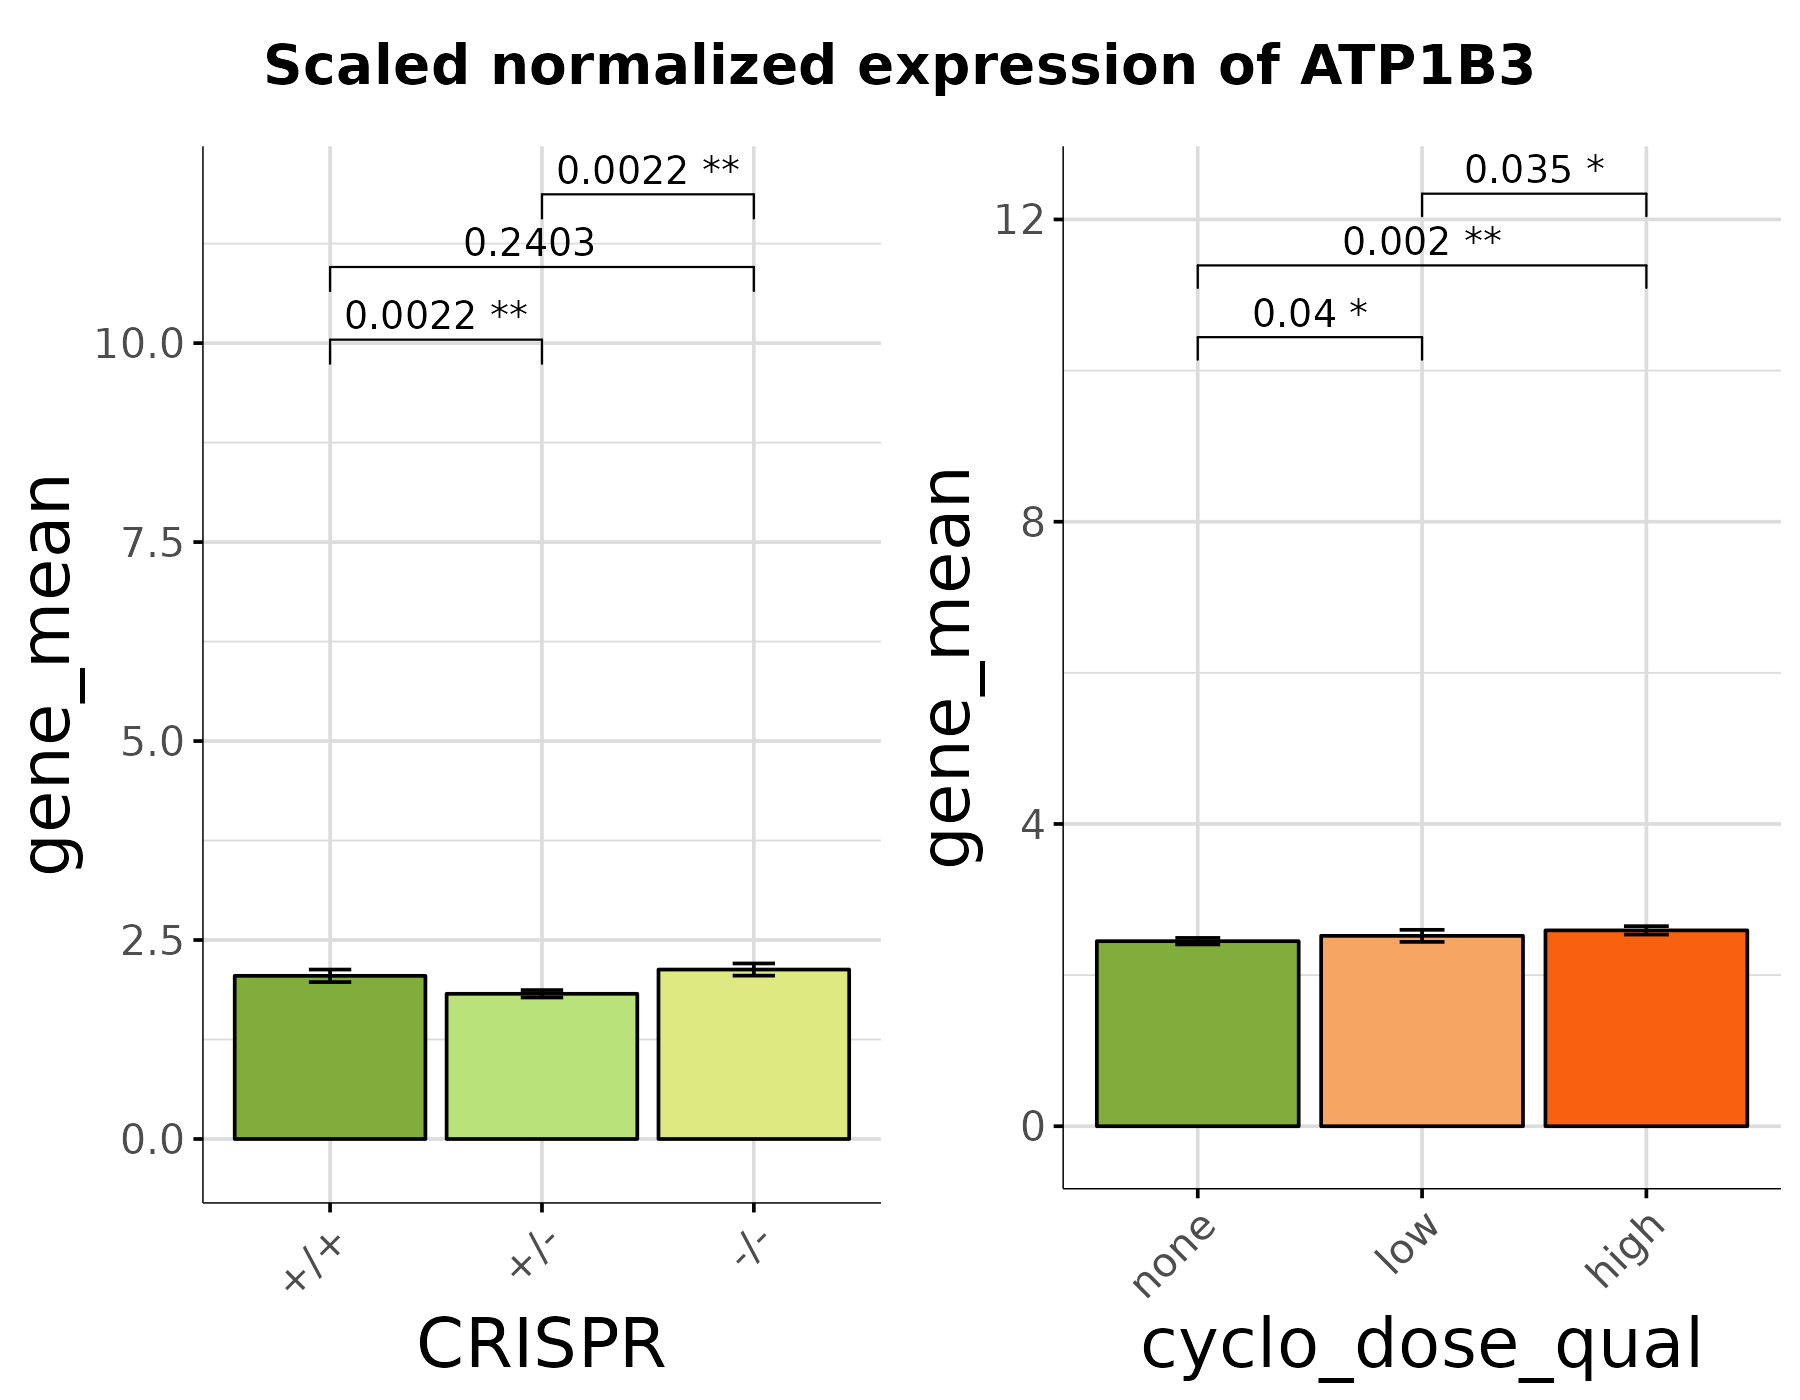 Scaled normalized expression of ATP1B3
gene_mean
10.0
7.5
5.0
2.5
0.0
0.0022 **
0.2403
0.0022 **
+/+
+/-
-/-
CRISPR
gene_mean
12
8
4
0
0.035 *
0.002 **
0.04 *
none
low
high
cyclo_dose_qual